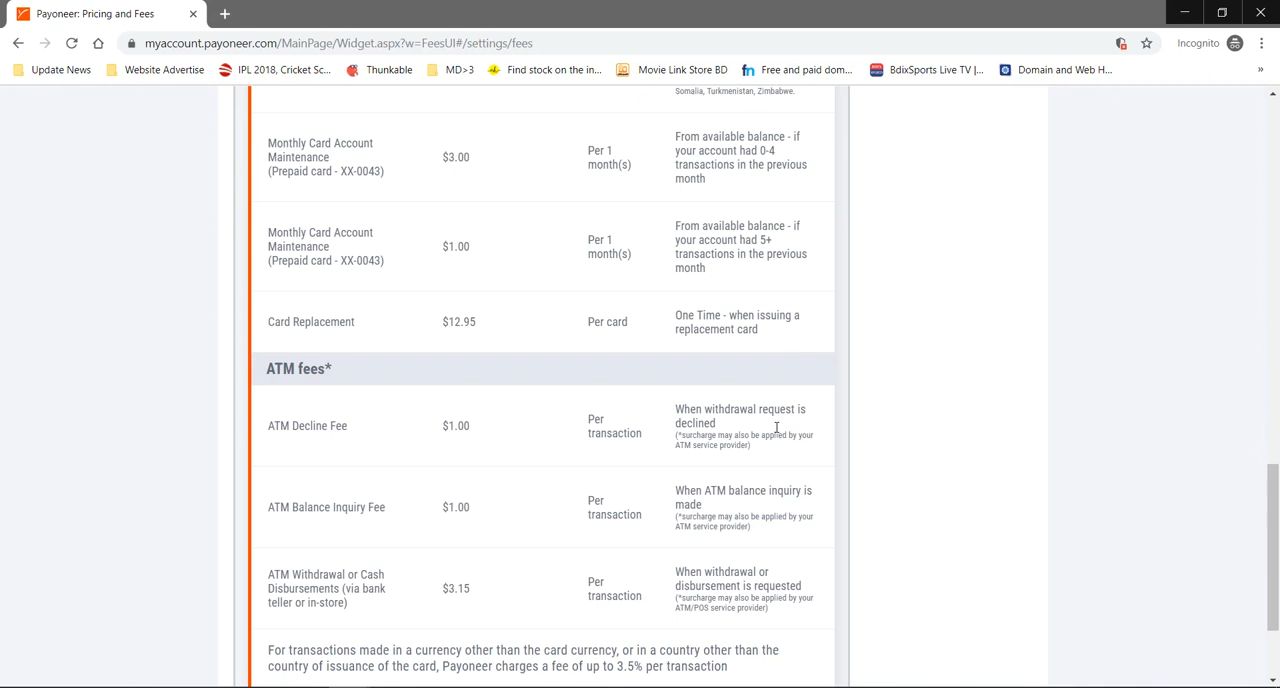 Payoneer: Pricing and Fees
myaccount.payoneer.com/MainPage/Widget.aspx?w=FeesUI#/settings/fees
Incognito
Update News
Website Advertise
IPL 2018, Cricket Sc...
Thunkable
MD>3
Find stock on the in...
Movie Link Store BD
Free and paid dom...
BdixSports Live TV |...
Domain and Web H...
»
Somalia, Turkmenistan, Zimbabwe.
Monthly Card Account
Maintenance
(Prepaid card - XX-0043)
$3.00
Per 1
month(s)
From available balance - if
your account had 0-4
transactions in the previous
month
Monthly Card Account
Maintenance
(Prepaid card - XX-0043)
$1.00
Per 1
month(s)
From available balance - if
your account had 5+
transactions in the previous
month
Card Replacement
$12.95
Per card
One Time - when issuing a
replacement card
ATM fees*
ATM Decline Fee
$1.00
Per
transaction
When withdrawal request is
declined
(*surcharge may also be applied by your
ATM service provider)
ATM Balance Inquiry Fee
$1.00
Per
transaction
When ATM balance inquiry is
made
(*surcharge may also be applied by your
ATM service provider)
ATM Withdrawal or Cash
Disbursements (via bank
teller or in-store)
$3.15
Per
transaction
When withdrawal or
disbursement is requested
(*surcharge may also be applied by your
ATM/POS service provider)
For transactions made in a currency other than the card currency, or in a country other than the
country of issuance of the card, Payoneer charges a fee of up to 3.5% per transaction